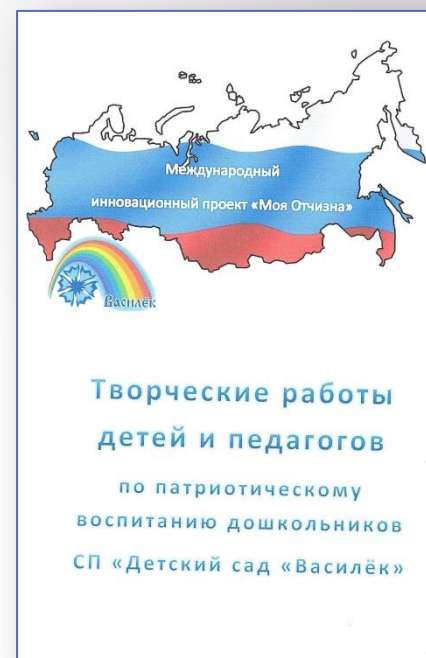 Международный
инновационный проект «Моя Отчизна»
Василёк
Творческие работы
детей и педагогов
по патриотическому
воспитанию дошкольников
СП «Детский сад «Василёк»